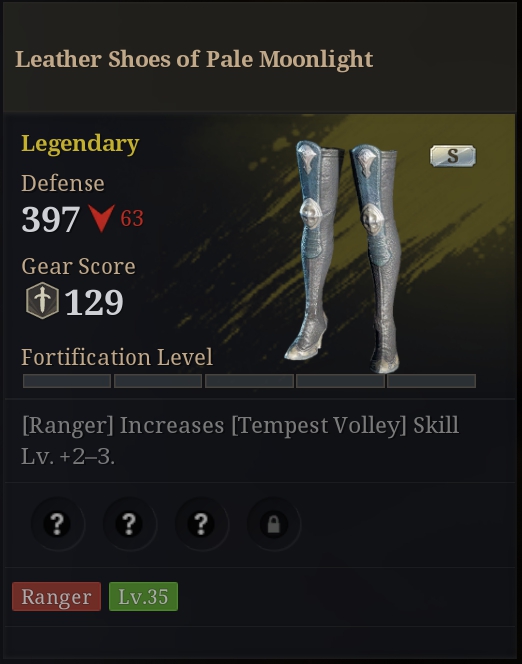 Leather Shoes of Pale Moonlight
Legendary
S
Defense
397 63
Gear Score
129
Fortification Level
[Ranger] Increases [Tempest Volley] Skill
Lv. +2–3.
? ? ?
Ranger Lv.35